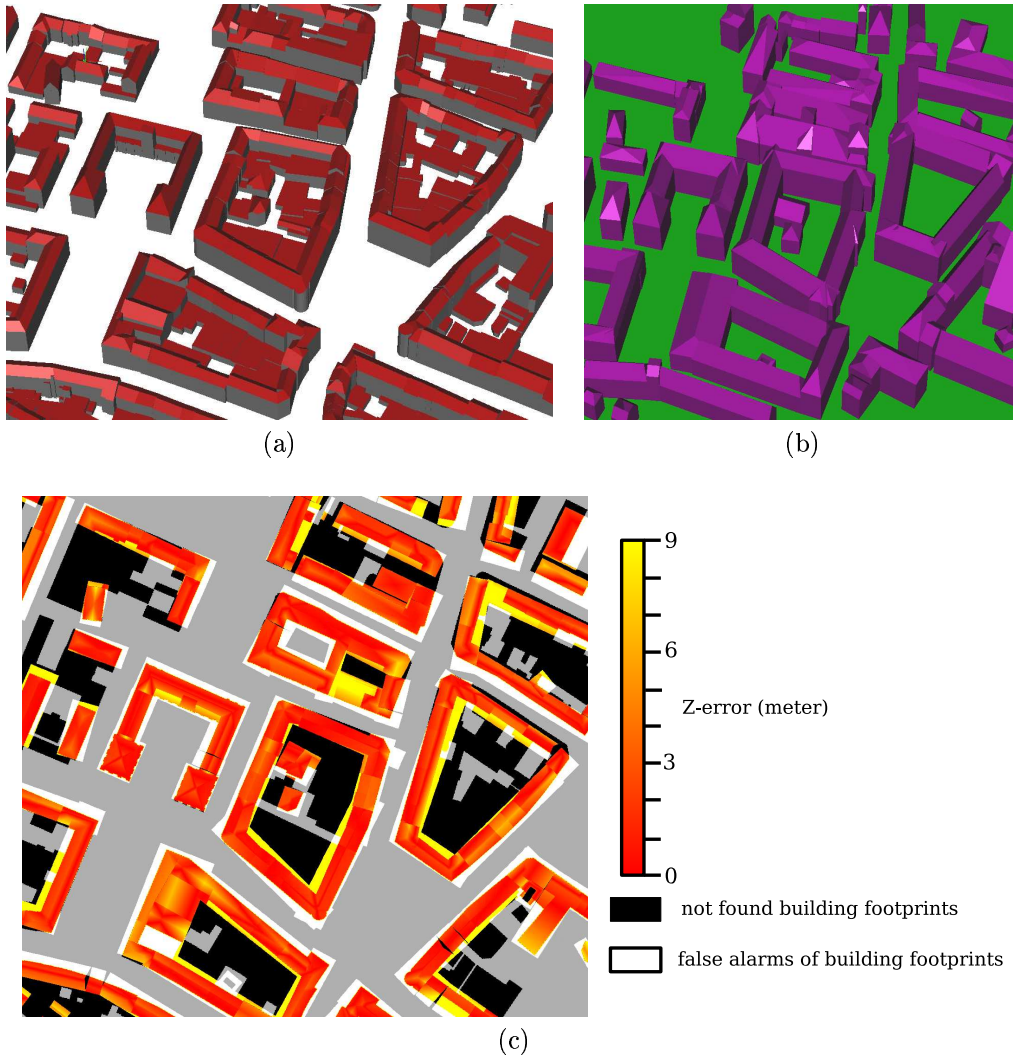 (a)
(b)
9
6
Z-error (meter)
3
0
not found building footprints
false alarms of building footprints
(c)